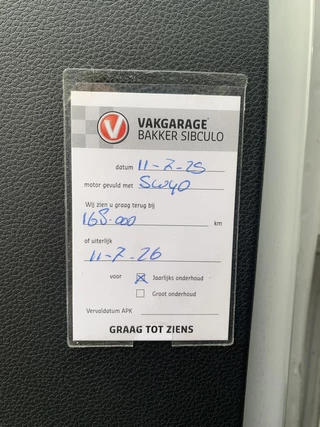 V
VAKGARAGE
BAKKER SIBCULO
datum 11-7-25
motor gevuld met 5W40
Wij zien u graag terug bij
168.000 km
of uiterlijk
11-7-26
voor ☒ Jaarlijks onderhoud
☐ Groot onderhoud
Vervaldatum APK
GRAAG TOT ZIENS